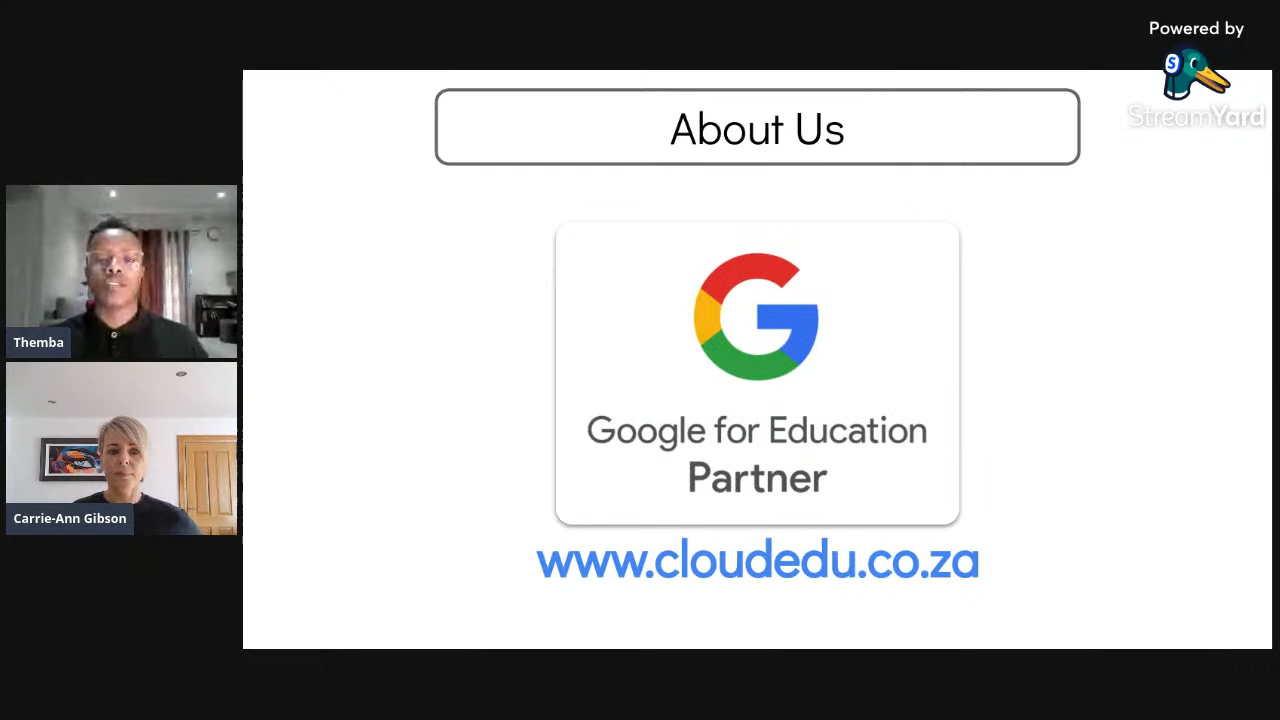 Powered by
StreamYard
About Us
Themba
Carrie-Ann Gibson
Google for Education
Partner
www.cloudedu.co.za